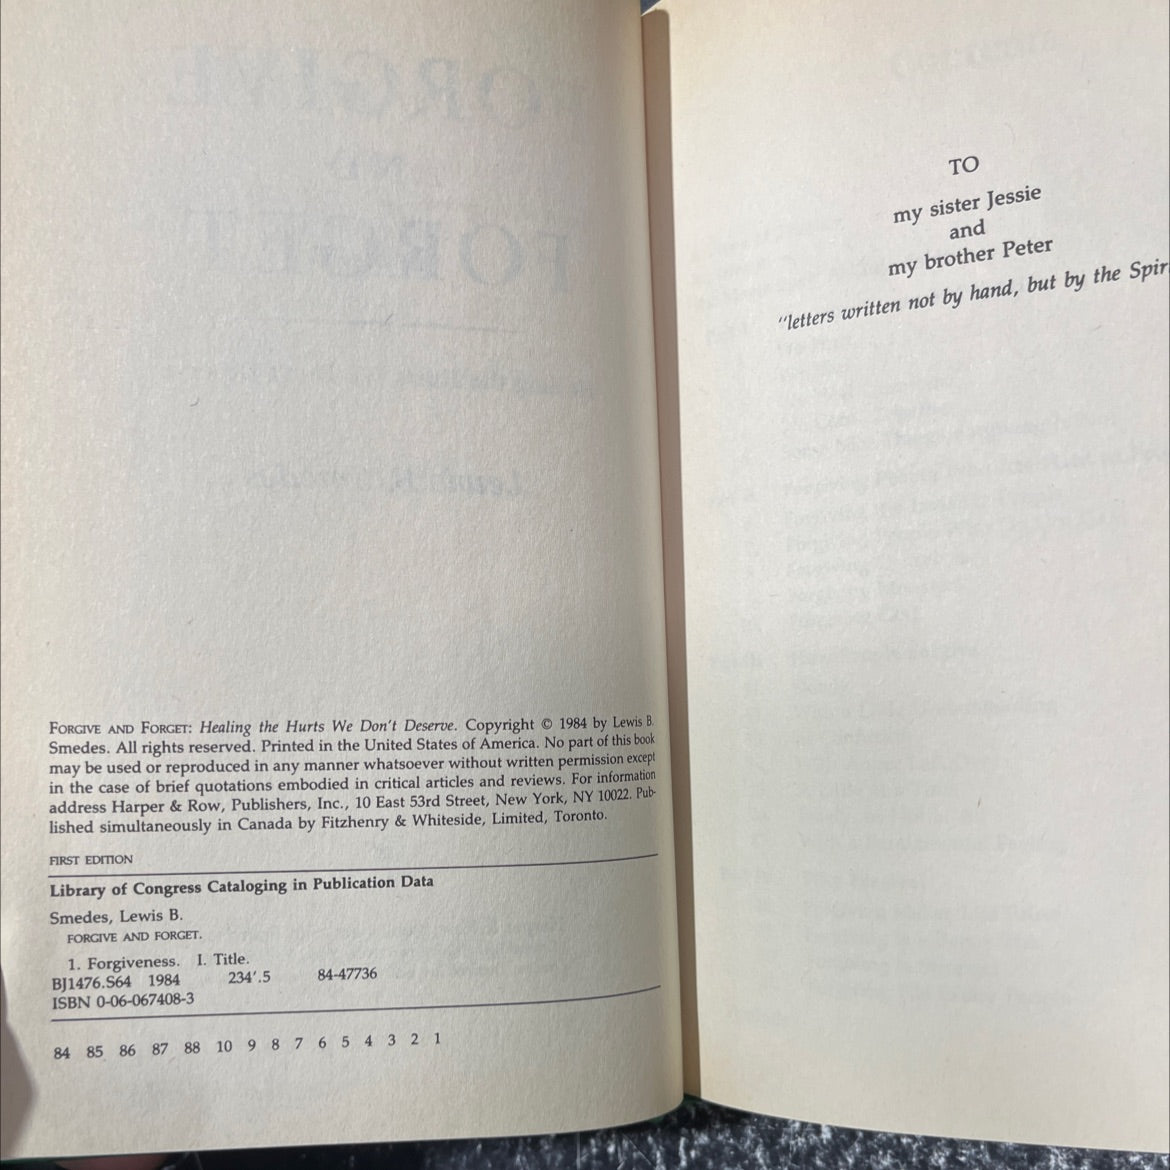 FORGIVE AND FORGET: Healing the Hurts We Don't Deserve. Copyright © 1984 by Lewis B.
Smedes. All rights reserved. Printed in the United States of America. No part of this book
may be used or reproduced in any manner whatsoever without written permission except
in the case of brief quotations embodied in critical articles and reviews. For information
address Harper & Row, Publishers, Inc., 10 East 53rd Street, New York, NY 10022. Pub-
lished simultaneously in Canada by Fitzhenry & Whiteside, Limited, Toronto.
FIRST EDITION
Library of Congress Cataloging in Publication Data
Smedes, Lewis B.
FORGIVE AND FORGET.
1. Forgiveness. I. Title.
BJ1476.S64 1984 234'.5 84-47736
ISBN 0-06-067408-3
84 85 86 87 88 10 9 8 7 6 5 4 3 2 1
TO
my sister Jessie
and
my brother Peter
"letters written not by hand, but by the Spir